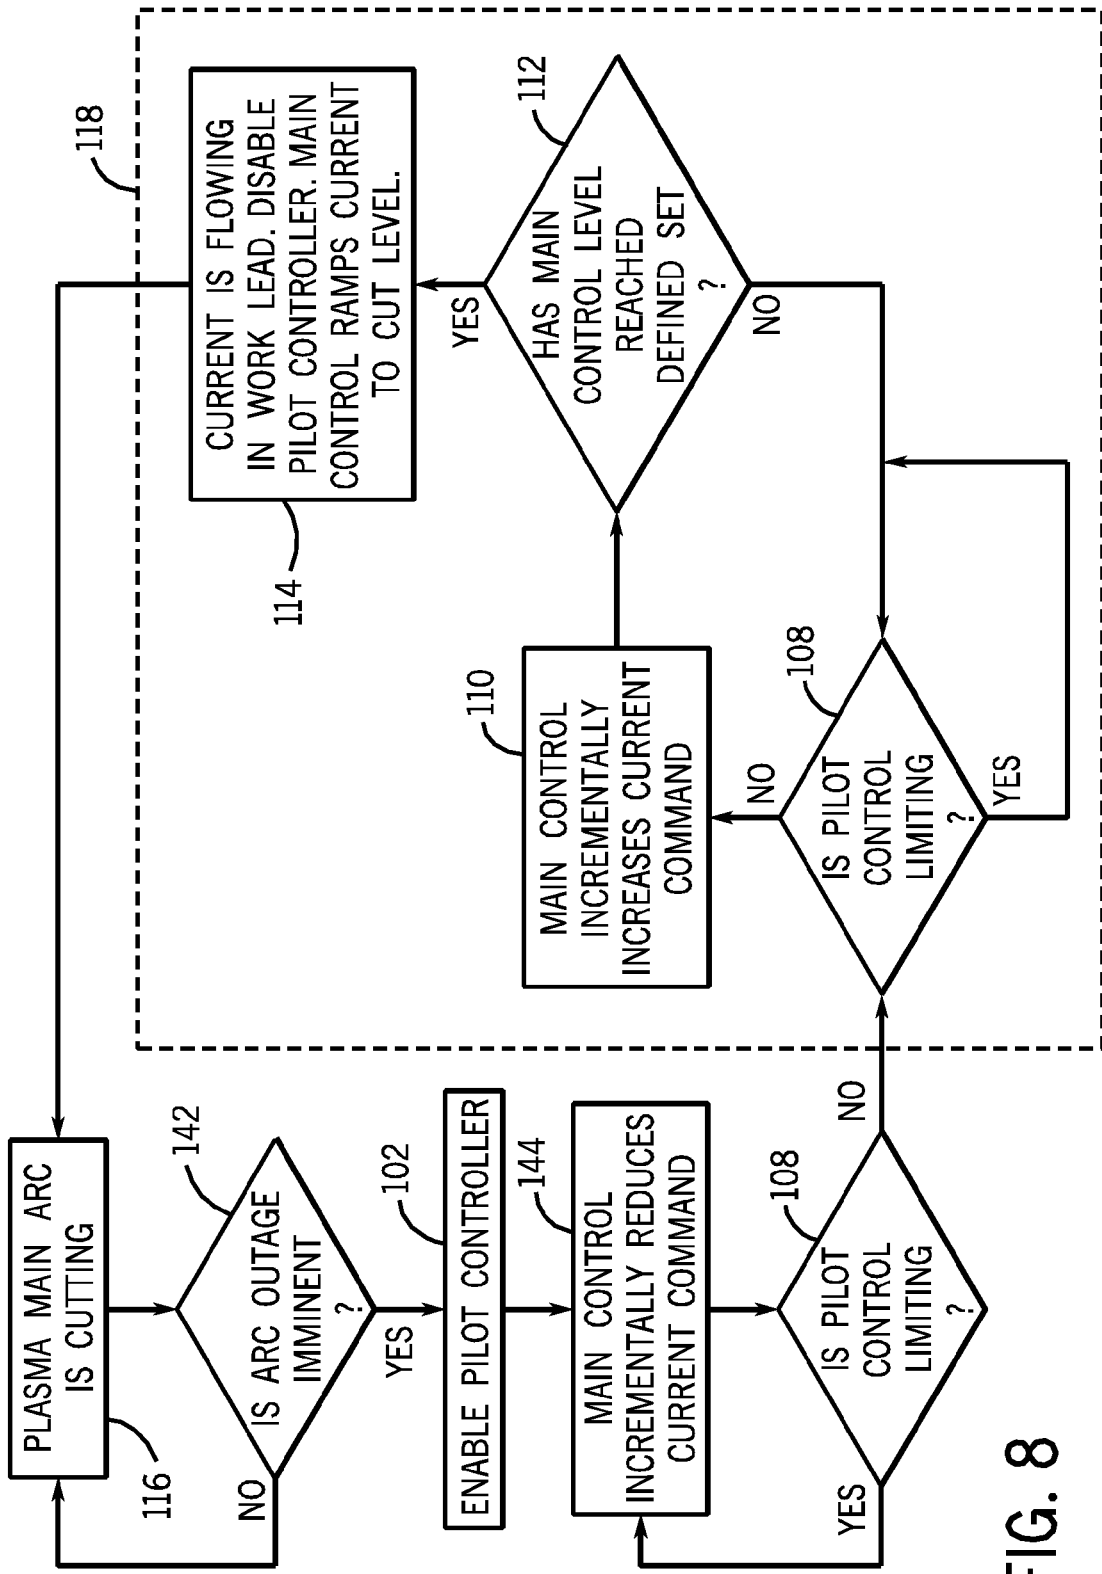 PLASMA MAIN ARC
IS CUTTING
116
IS ARC OUTAGE
IMMINENT
?
142
NO
YES
ENABLE PILOT CONTROLLER
102
MAIN CONTROL
INCREMENTALLY REDUCES
CURRENT COMMAND
144
IS PILOT
CONTROL
LIMITING
?
108
YES
NO
118
CURRENT IS FLOWING
IN WORK LEAD. DISABLE
PILOT CONTROLLER. MAIN
CONTROL RAMPS CURRENT
TO CUT LEVEL.
114
YES
HAS MAIN
CONTROL LEVEL
REACHED
DEFINED SET
?
112
NO
MAIN CONTROL
INCREMENTALLY
INCREASES CURRENT
COMMAND
110
NO
IS PILOT
CONTROL
LIMITING
?
108
YES
FIG. 8